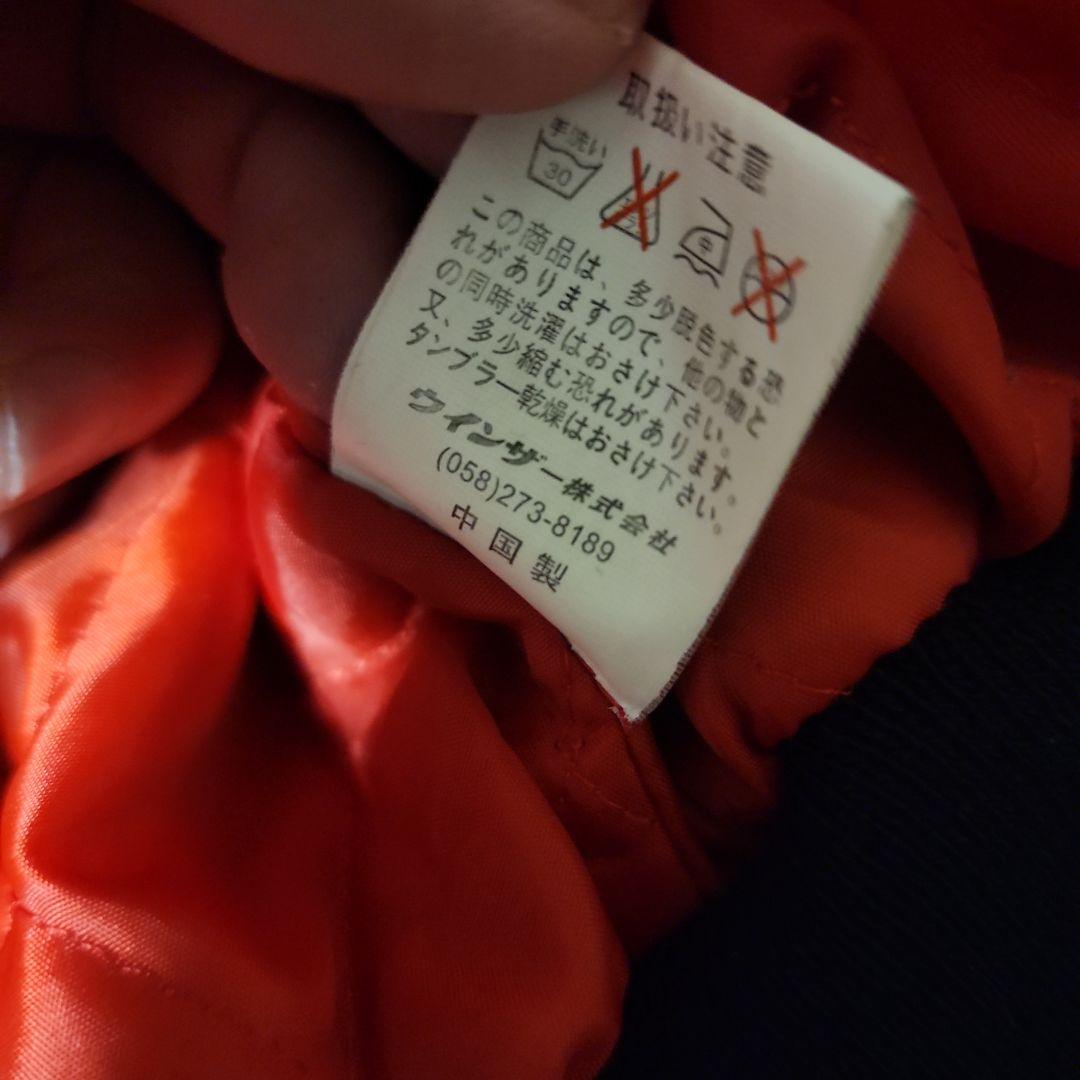 取扱い注意
手洗い
30
この商品は、多少脱色する恐
れがありますので、他の物と
の同時洗濯はおさけ下さい。
又、多少縮む恐れがあります。
タンブラー乾燥はおさけ下さい。
ウインザー株式会社
(058)273-8189
中国製